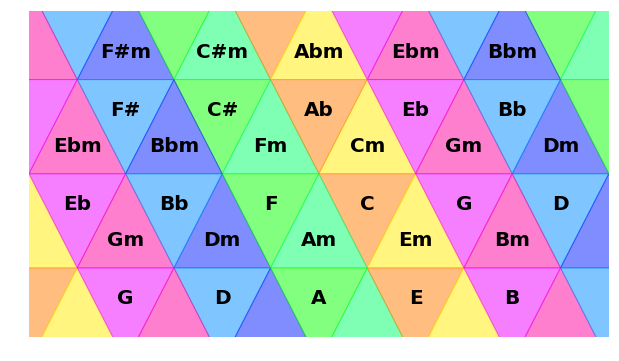 F#m C#m Abm Ebm Bbm
F# C# Ab Eb Bb
Ebm Bbm Fm Cm Gm Dm
Eb Bb F C G D
Gm Dm Am Em Bm
G D A E B